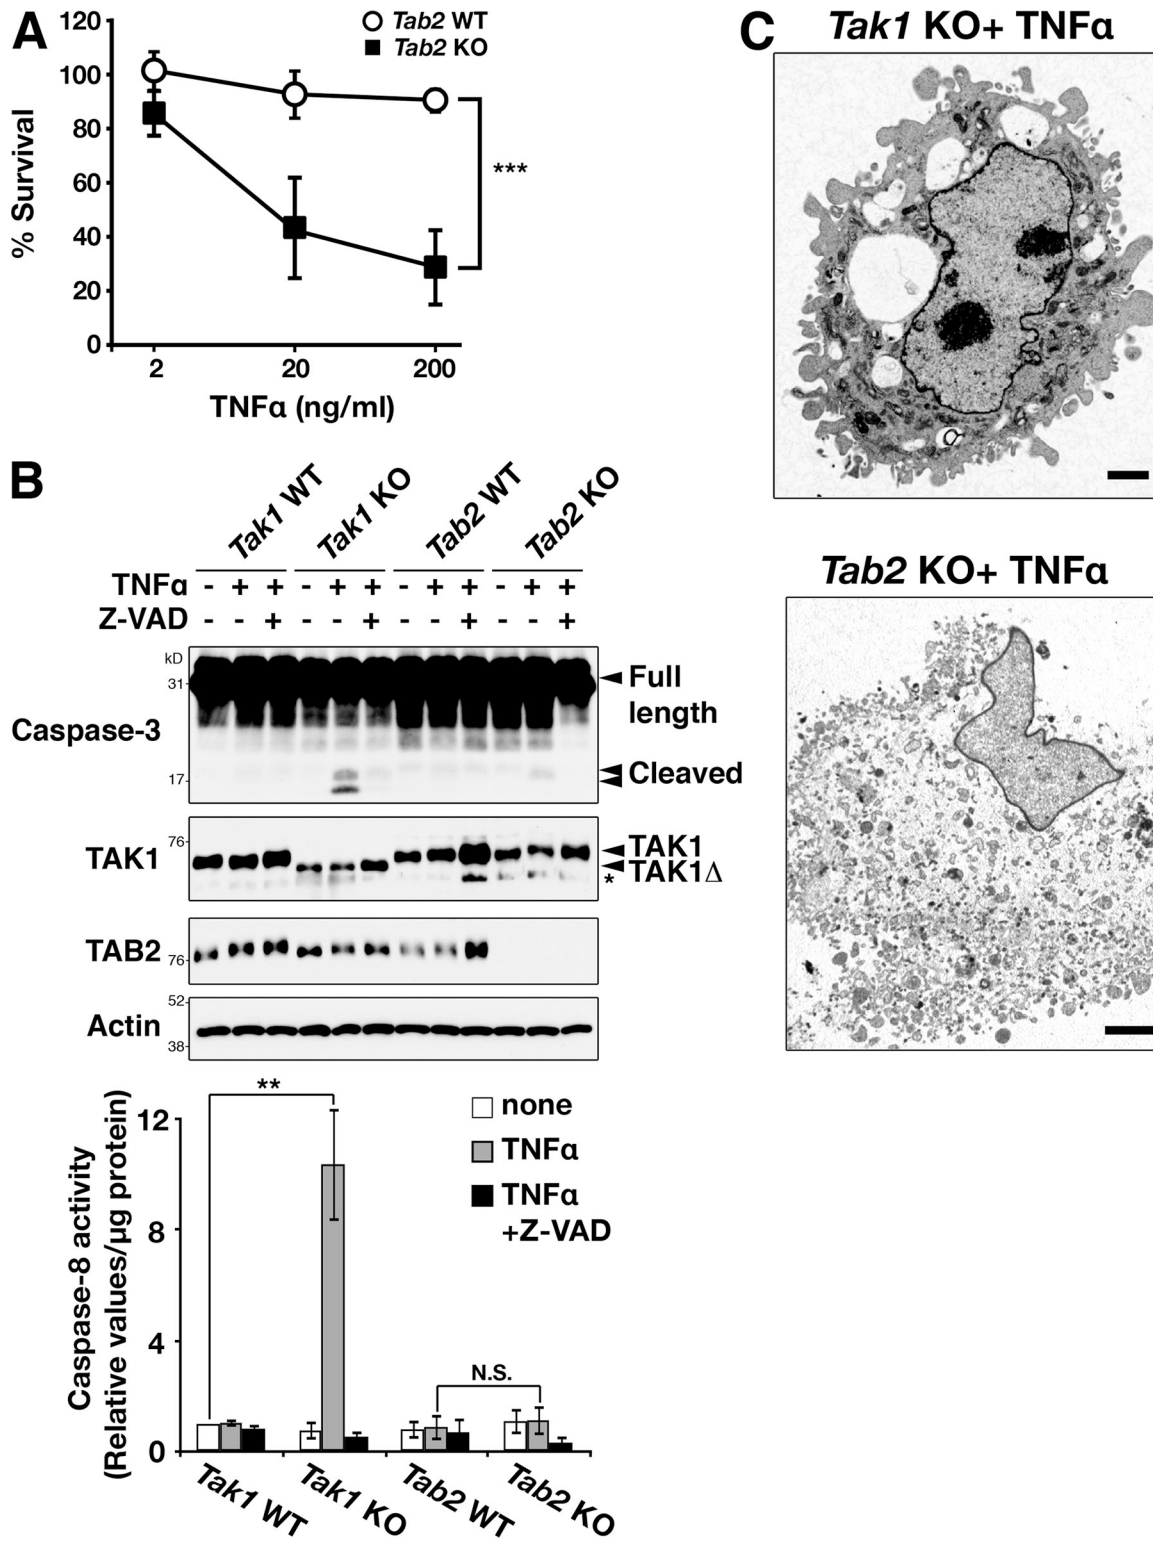 A
Tab2 WT
Tab2 KO
% Survival
120
100
80
60
40
20
0
***
2 20 200
TNFα (ng/ml)
B
Tak1 WT
Tak1 KO
Tab2 WT
Tab2 KO
TNFα - + + - + + - + + - + +
Z-VAD - - + - - + - - + - - +
kD
31
17
Caspase-3
Full
length
Cleaved
76
TAK1
TAK1
* TAK1Δ
TAB2
76
52
Actin
38
Caspase-8 activity
(Relative values/μg protein)
12
8
4
0
**
N.S.
none
TNFα
TNFα
+Z-VAD
Tak1 WT
Tak1 KO
Tab2 WT
Tab2 KO
C
Tak1 KO+ TNFα
Tab2 KO+ TNFα